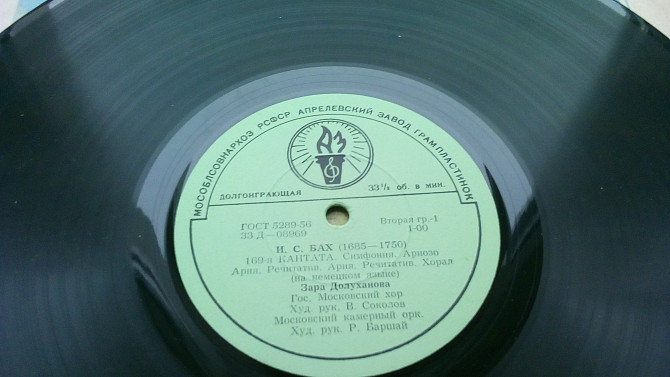 МОСОБЛСОВНАРХОЗ РСФСР АПРЕЛЕВСКИЙ ЗАВОД ГРАМПЛАСТИНОК
АЗ
ДОЛГОИГРАЮЩАЯ 33⅓ об. в мин.
ГОСТ 5289-56 Вторая гр.-1
33 Д—08969 1-00
И. С. БАХ (1685—1750)
169-я КАНТАТА. Симфония. Ариозо
Ария. Речитатив. Ария. Речитатив. Хорал
(на немецком языке)
Зара Долуханова
Гос. Московский хор
Худ. рук. В. Соколов
Московский камерный орк.
Худ. рук. Р. Баршай